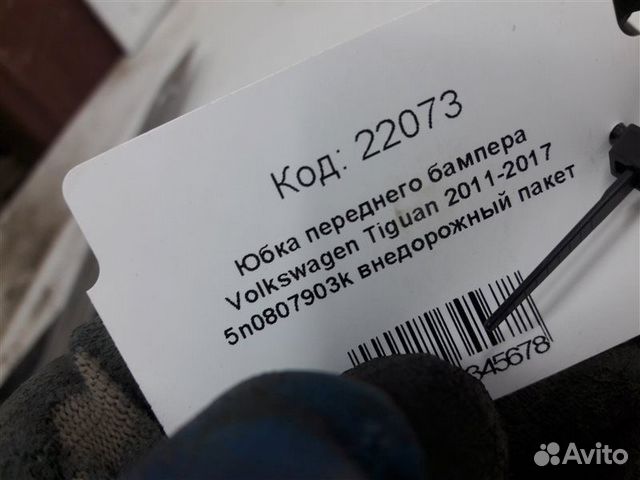 Код: 22073
Юбка переднего бампера
Volkswagen Tiguan 2011-2017
5n0807903k внедорожный пакет
345678
Avito